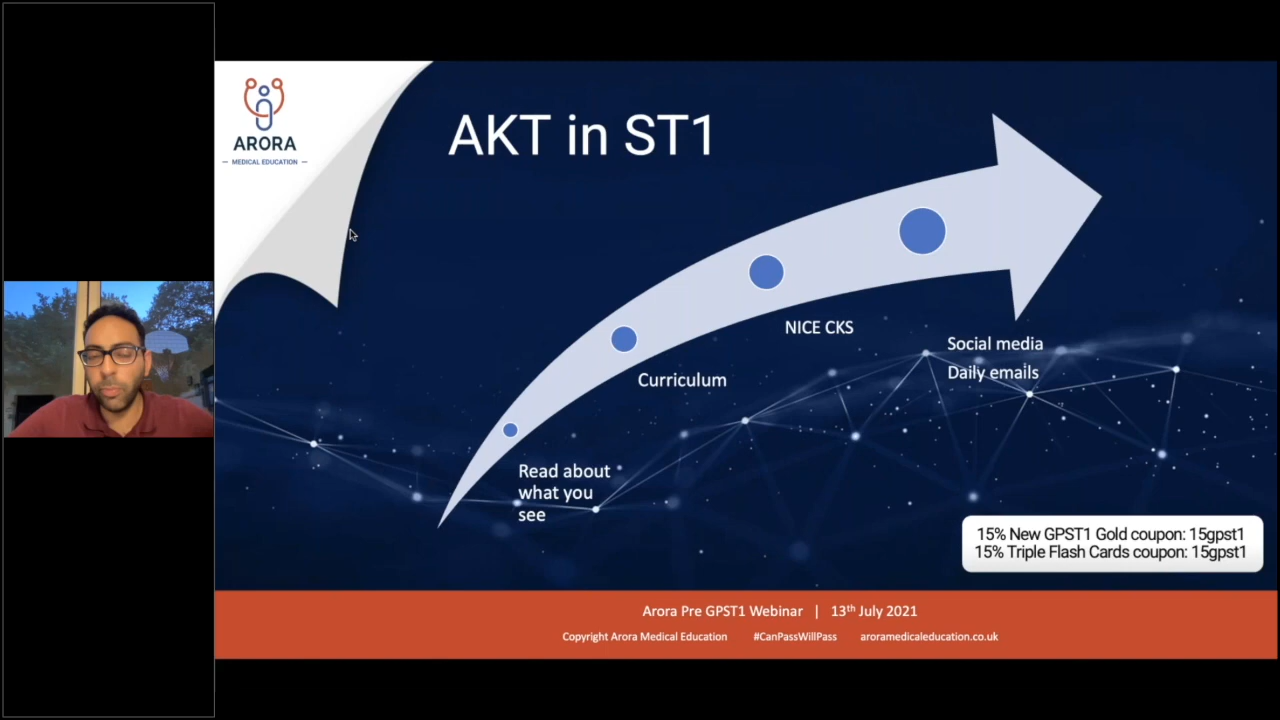 ARORA
MEDICAL EDUCATION
AKT in ST1
Read about
what you
see
Curriculum
NICE CKS
Social media
Daily emails
15% New GPST1 Gold coupon: 15gpst1
15% Triple Flash Cards coupon: 15gpst1
Arora Pre GPST1 Webinar | 13th July 2021
Copyright Arora Medical Education #CanPassWillPass aroramedicaleducation.co.uk